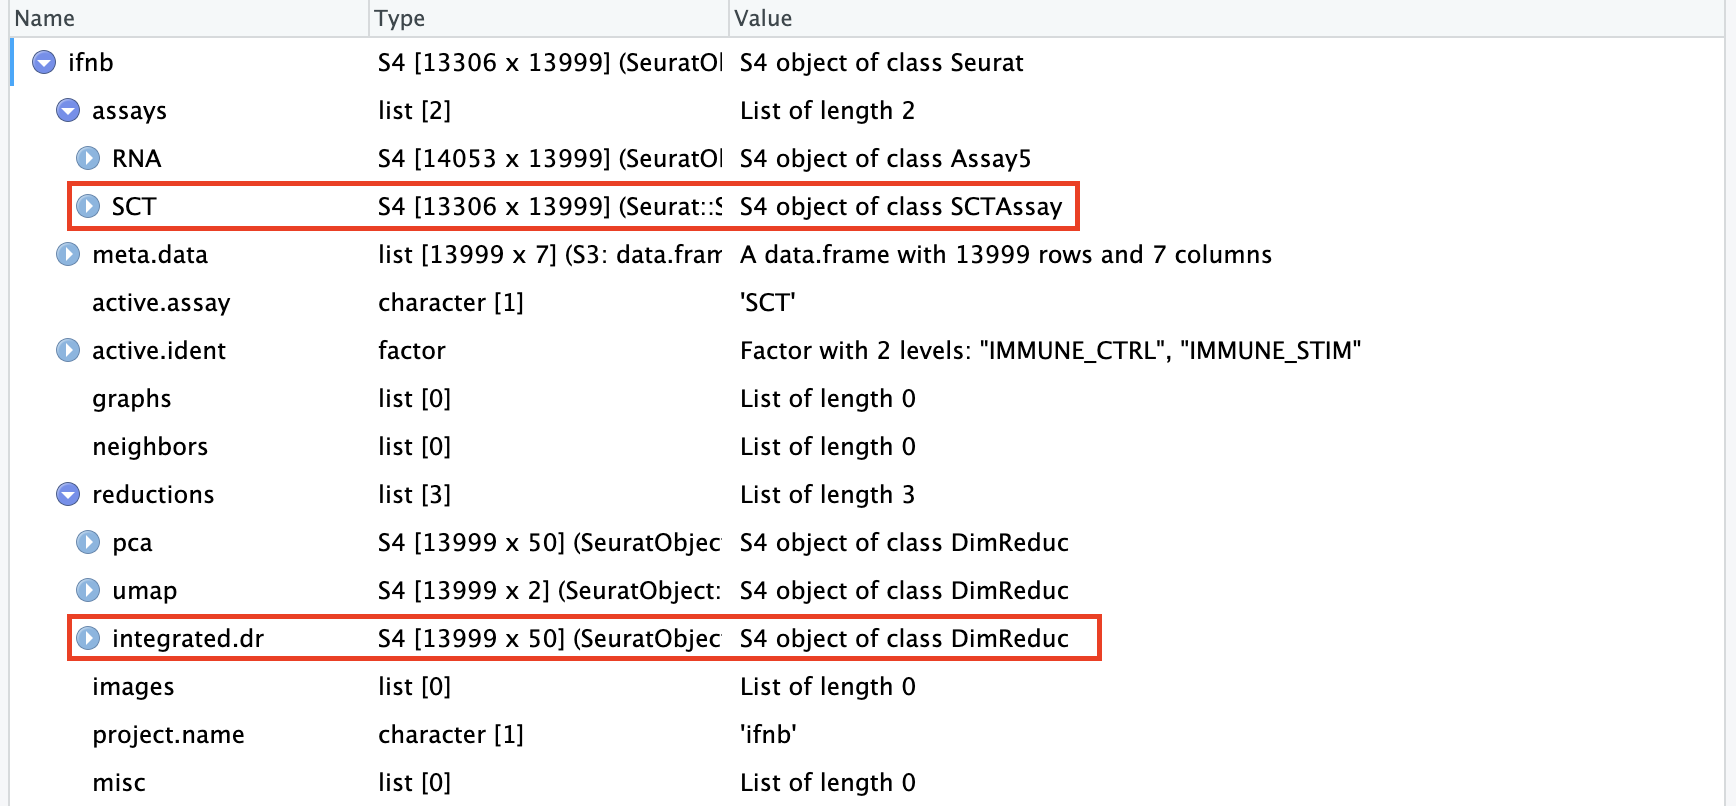 Name Type Value
ifnb S4 [13306 x 13999] (SeuratOl S4 object of class Seurat
assays list [2] List of length 2
RNA S4 [14053 x 13999] (SeuratOl S4 object of class Assay5
SCT S4 [13306 x 13999] (Seurat::S S4 object of class SCTAssay
meta.data list [13999 x 7] (S3: data.fram A data.frame with 13999 rows and 7 columns
active.assay character [1] 'SCT'
active.ident factor Factor with 2 levels: "IMMUNE_CTRL", "IMMUNE_STIM"
graphs list [0] List of length 0
neighbors list [0] List of length 0
reductions list [3] List of length 3
pca S4 [13999 x 50] (SeuratObjec S4 object of class DimReduc
umap S4 [13999 x 2] (SeuratObject: S4 object of class DimReduc
integrated.dr S4 [13999 x 50] (SeuratObjec S4 object of class DimReduc
images list [0] List of length 0
project.name character [1] 'ifnb'
misc list [0] List of length 0